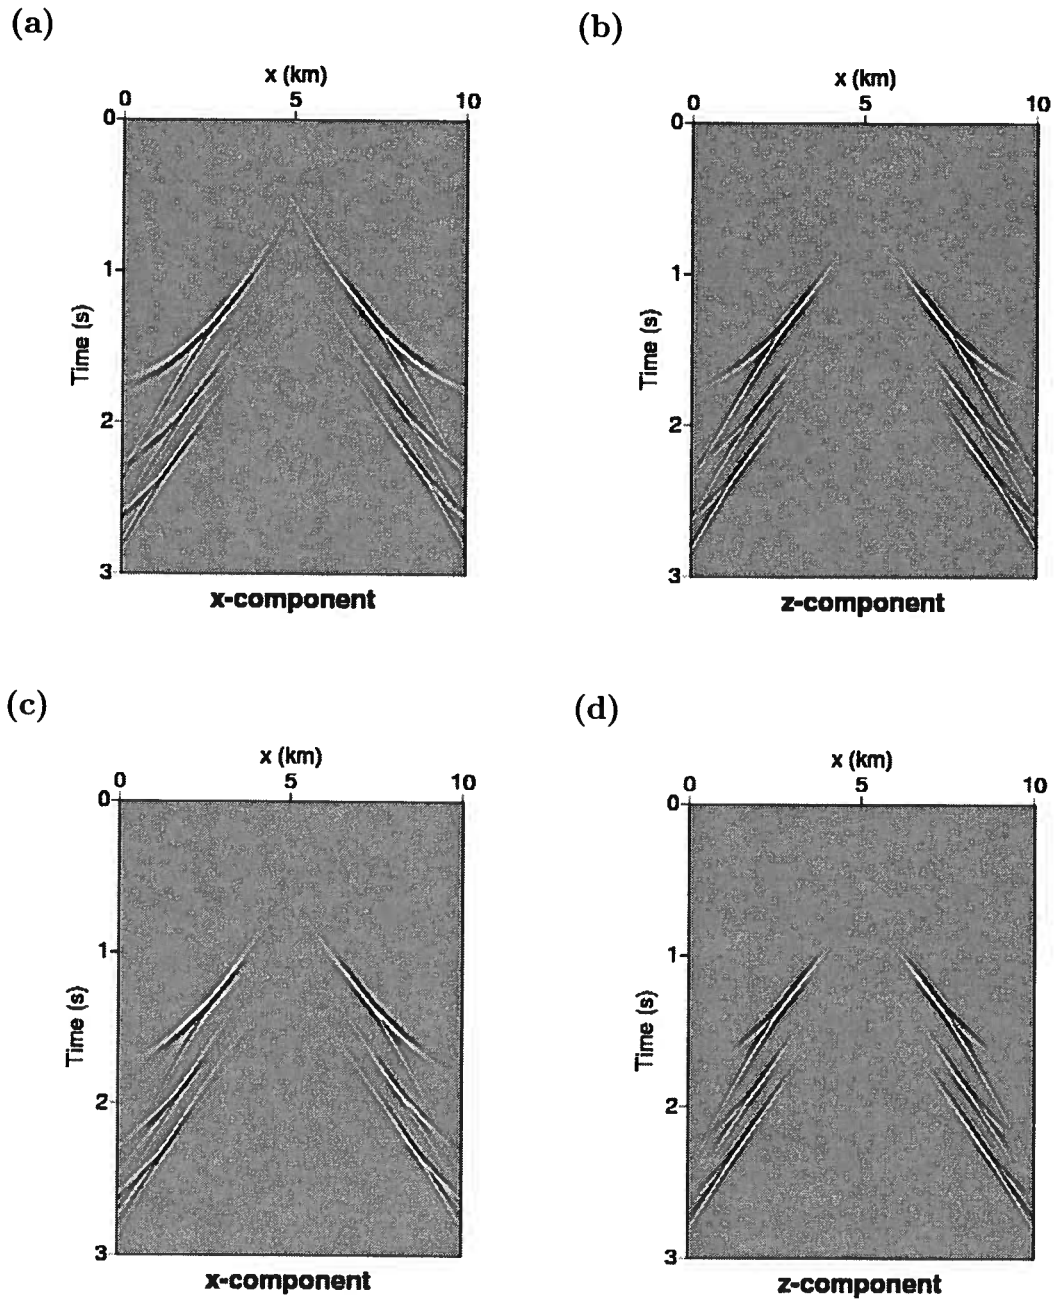 (a)
(b)
x (km)
0 5 10
0
1
2
3
Time (s)
x-component
x (km)
0 5 10
0
1
2
3
Time (s)
z-component
(c)
(d)
x (km)
0 5 10
0
1
2
3
Time (s)
x-component
x (km)
0 5 10
0
1
2
3
Time (s)
z-component